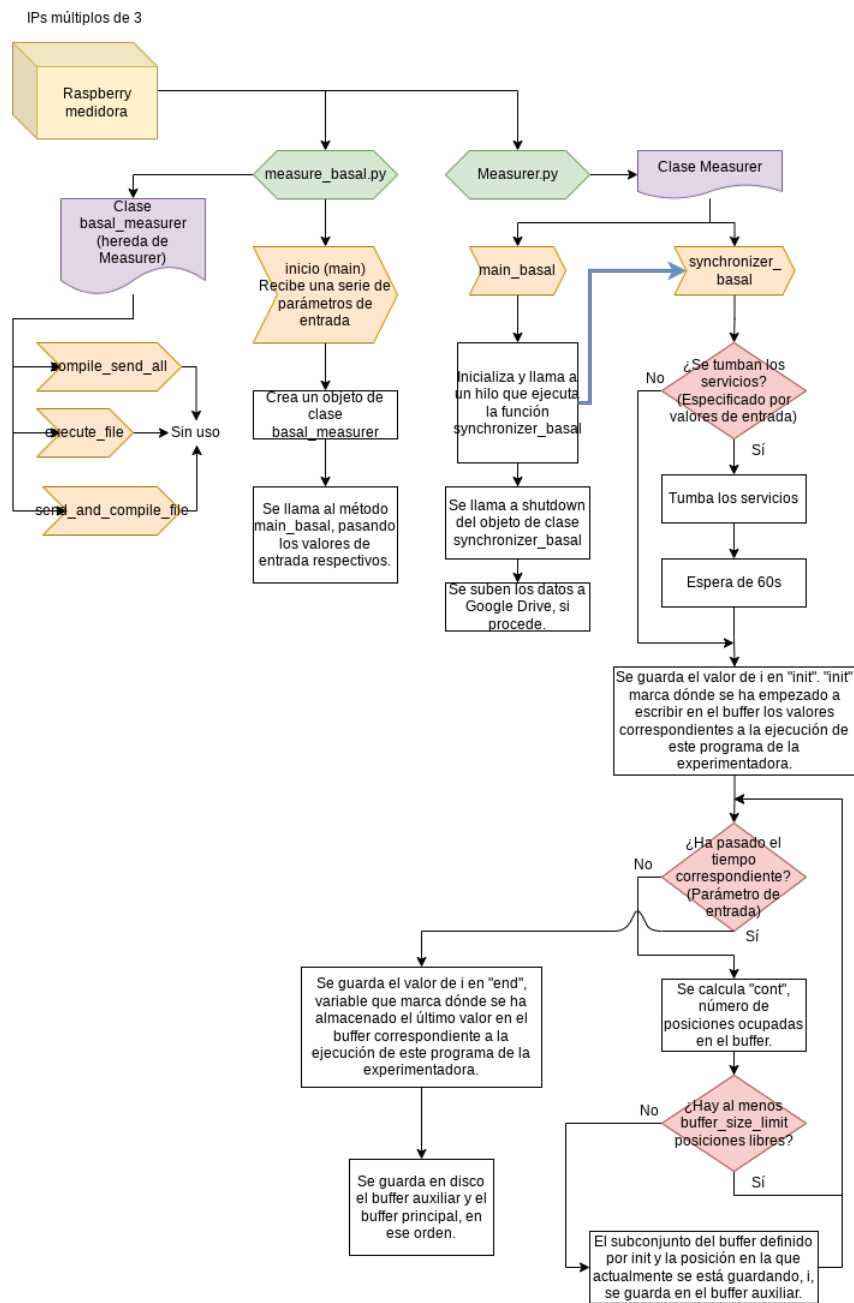 IPs múltiplos de 3
Raspberry
medidora
measure_basal.py
Measurer.py
Clase Measurer
Clase
basal_measurer
(hereda de
Measurer)
inicio (main)
Recibe una serie de
parámetros de
entrada
main_basal
synchronizer_
basal
compile_send_all
execute_file
send_and_compile_file
Sin uso
Crea un objeto de
clase
basal_measurer
Se llama al método
main_basal, pasando
los valores de
entrada respectivos.
Inicializa y llama a
un hilo que ejecuta
la función
synchronizer_basal
Se llama a shutdown
del objeto de clase
synchronizer_basal
Se suben los datos a
Google Drive, si
procede.
¿Se tumban los
servicios?
(Especificado por
valores de entrada)
No
Sí
Tumba los servicios
Espera de 60s
Se guarda el valor de i en "init". "init"
marca dónde se ha empezado a
escribir en el buffer los valores
correspondientes a la ejecución de
este programa de la
experimentadora.
¿Ha pasado el
tiempo
correspondiente?
(Parámetro de
entrada)
No
Sí
Se guarda el valor de i en "end",
variable que marca dónde se ha
almacenado el último valor en el
buffer correspondiente a la
ejecución de este programa de la
experimentadora.
Se guarda en disco
el buffer auxiliar y el
buffer principal, en
ese orden.
Se calcula "cont",
número de
posiciones ocupadas
en el buffer.
¿Hay al menos
buffer_size_limit
posiciones libres?
No
Sí
El subconjunto del buffer definido
por init y la posición en la que
actualmente se está guardando, i,
se guarda en el buffer auxiliar.